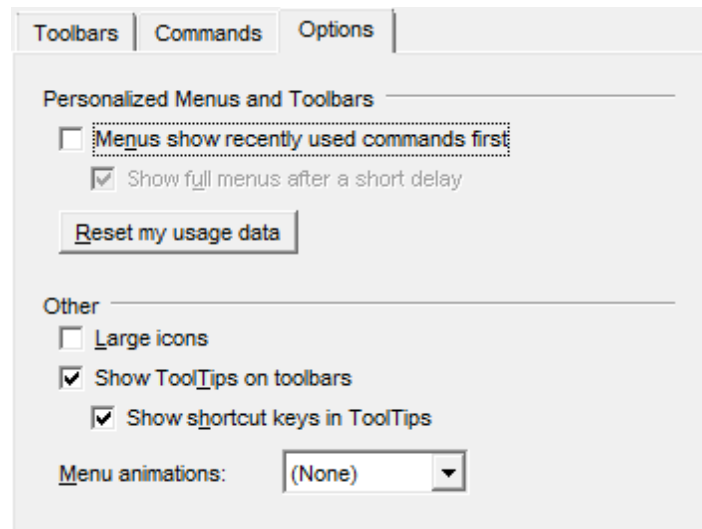 Toolbars Commands Options
Personalized Menus and Toolbars
Menus show recently used commands first
Show full menus after a short delay
Reset my usage data
Other
Large icons
Show ToolTips on toolbars
Show shortcut keys in ToolTips
Menu animations: (None)